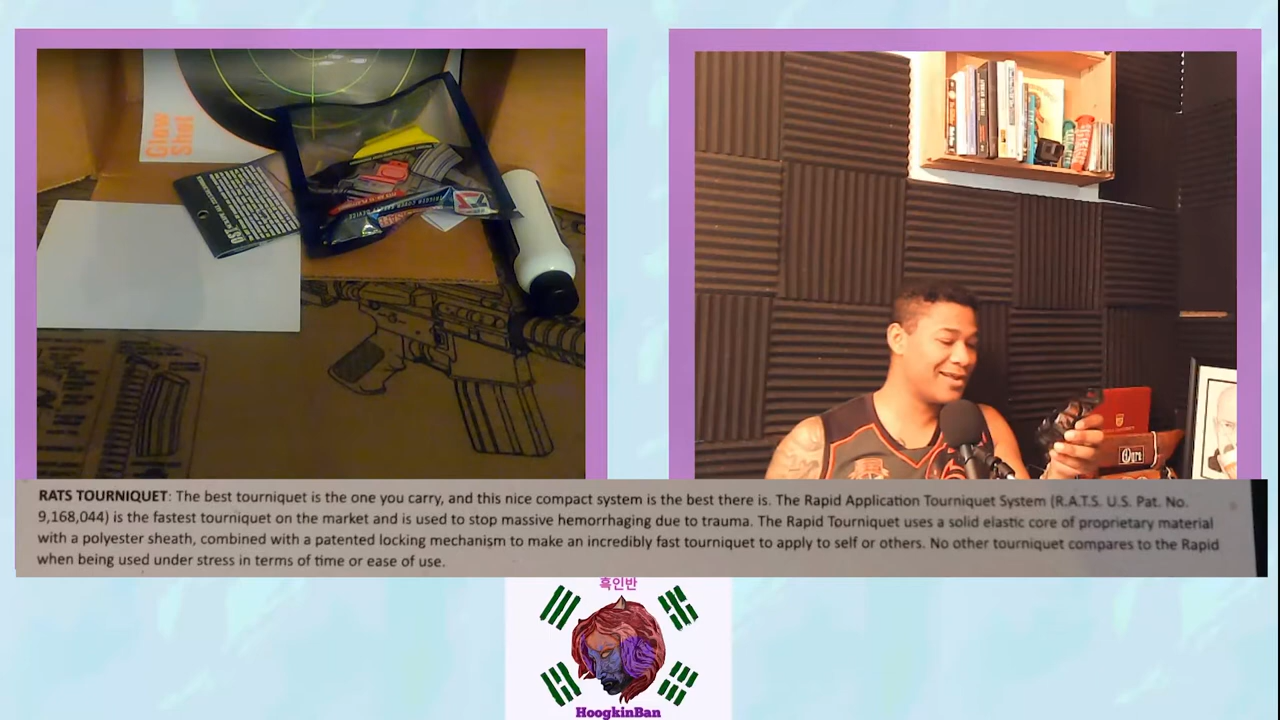 Glow
Shot
RATS TOURNIQUET: The best tourniquet is the one you carry, and this nice compact system is the best there is. The Rapid Application Tourniquet System (R.A.T.S. U.S. Pat. No.
9,168,044) is the fastest tourniquet on the market and is used to stop massive hemorrhaging due to trauma. The Rapid Tourniquet uses a solid elastic core of proprietary material
with a polyester sheath, combined with a patented locking mechanism to make an incredibly fast tourniquet to apply to self or others. No other tourniquet compares to the Rapid
when being used under stress in terms of time or ease of use.
흑인반
HoogkinBan